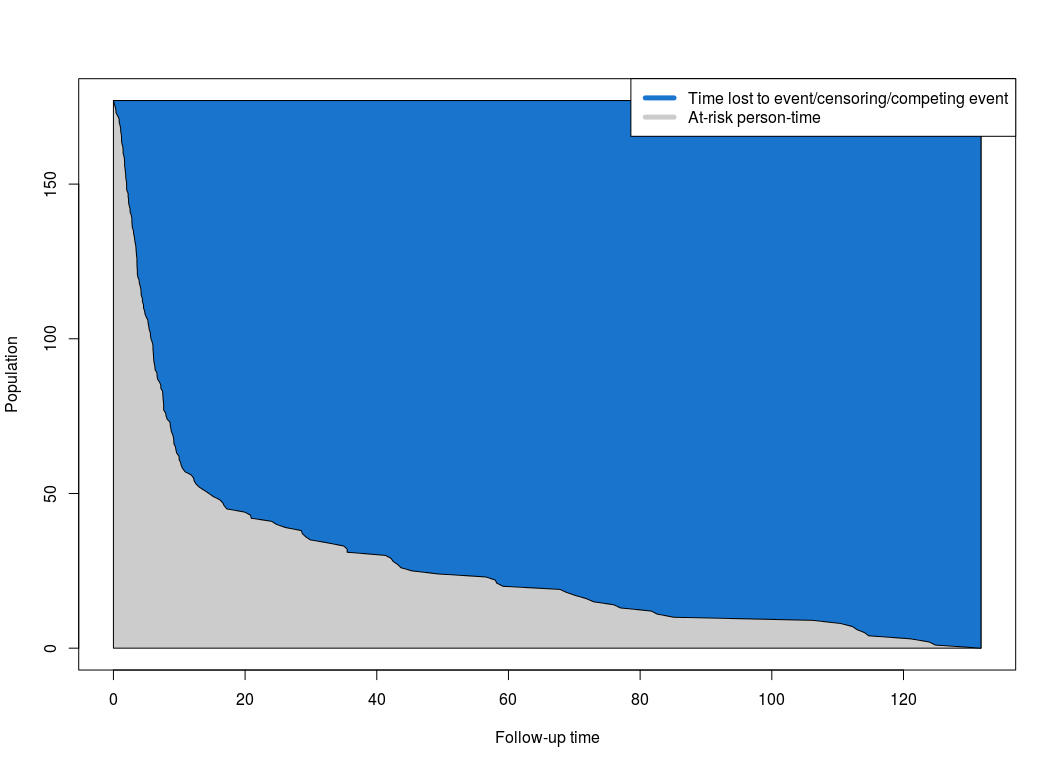 Time lost to event/censoring/competing event
At-risk person-time
Population
150
100
50
0
0 20 40 60 80 100 120
Follow-up time